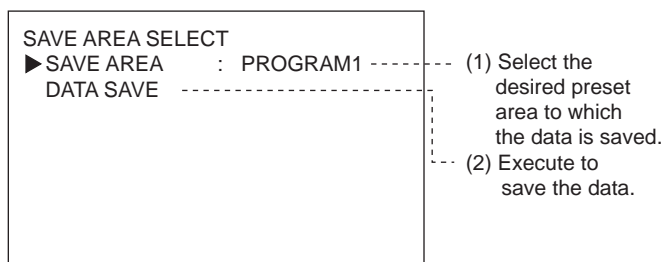 SAVE AREA SELECT
▶SAVE AREA : PROGRAM1
DATA SAVE
(1) Select the
desired preset
area to which
the data is saved.
(2) Execute to
save the data.